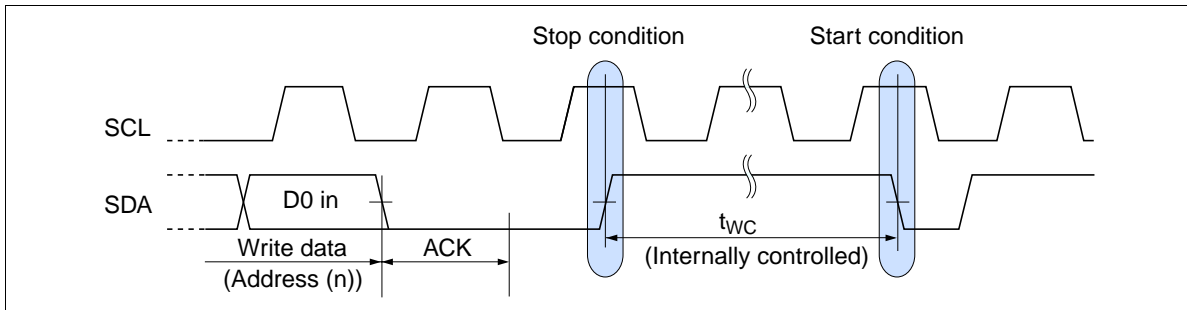 Stop condition
Start condition
SCL
SDA
D0 in
Write data
(Address (n))
ACK
tWC
(Internally controlled)